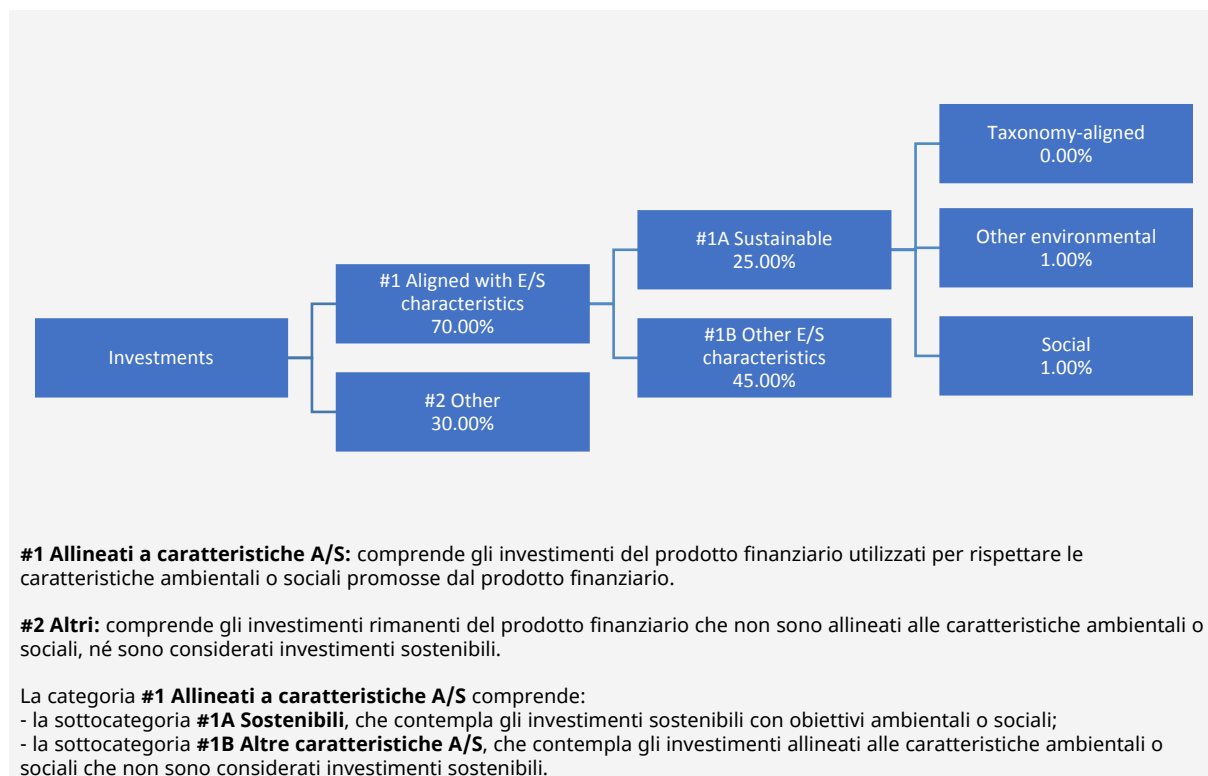 Investments
#1 Aligned with E/S
characteristics
70.00%
#2 Other
30.00%
#1A Sustainable
25.00%
#1B Other E/S
characteristics
45.00%
Taxonomy-aligned
0.00%
Other environmental
1.00%
Social
1.00%
#1 Allineati a caratteristiche A/S: comprende gli investimenti del prodotto finanziario utilizzati per rispettare le
caratteristiche ambientali o sociali promosse dal prodotto finanziario.
#2 Altri: comprende gli investimenti rimanenti del prodotto finanziario che non sono allineati alle caratteristiche ambientali o
sociali, né sono considerati investimenti sostenibili.
La categoria #1 Allineati a caratteristiche A/S comprende:
- la sottocategoria #1A Sostenibili, che contempla gli investimenti sostenibili con obiettivi ambientali o sociali;
- la sottocategoria #1B Altre caratteristiche A/S, che contempla gli investimenti allineati alle caratteristiche ambientali o
sociali che non sono considerati investimenti sostenibili.